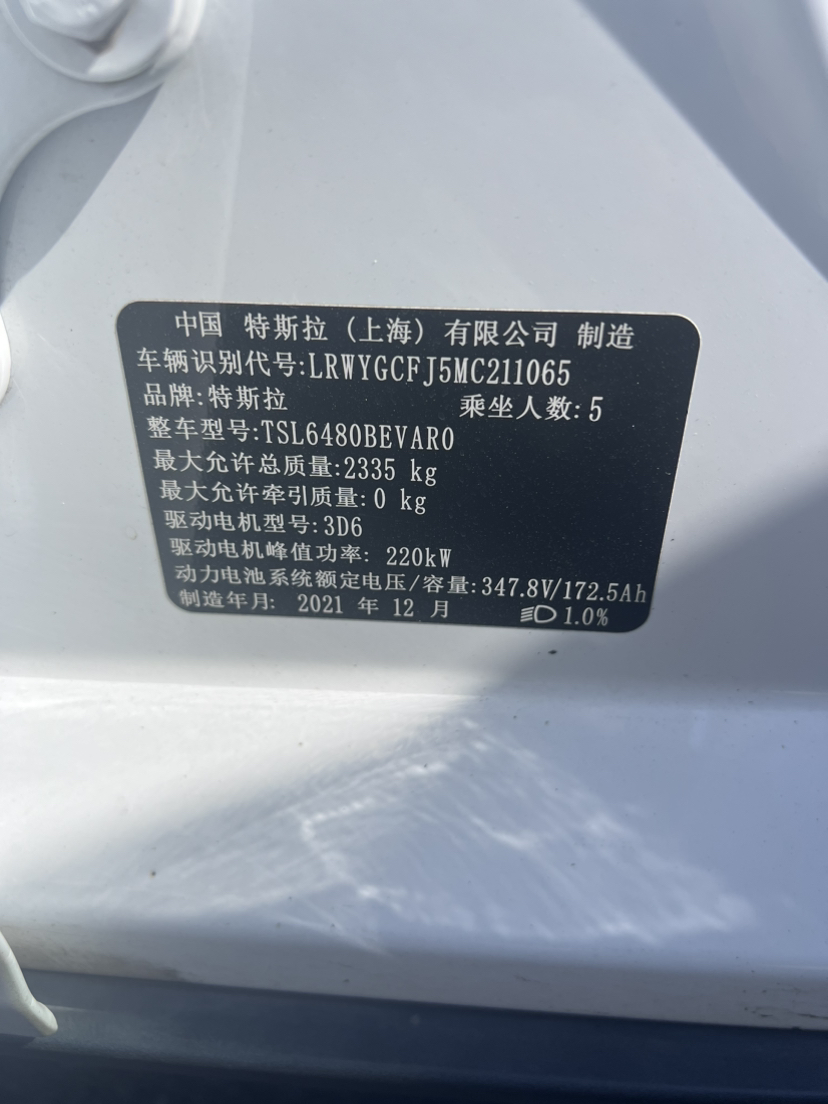 中国 特斯拉 (上海) 有限公司 制造
车辆识别代号:LRWYGCFJ5MC211065
品牌:特斯拉 乘坐人数:5
整车型号:TSL6480BEVAR0
最大允许总质量:2335 kg
最大允许牵引质量:0 kg
驱动电机型号:3D6
驱动电机峰值功率: 220kW
动力电池系统额定电压/容量:347.8V/172.5Ah
制造年月: 2021 年 12 月 1.0%